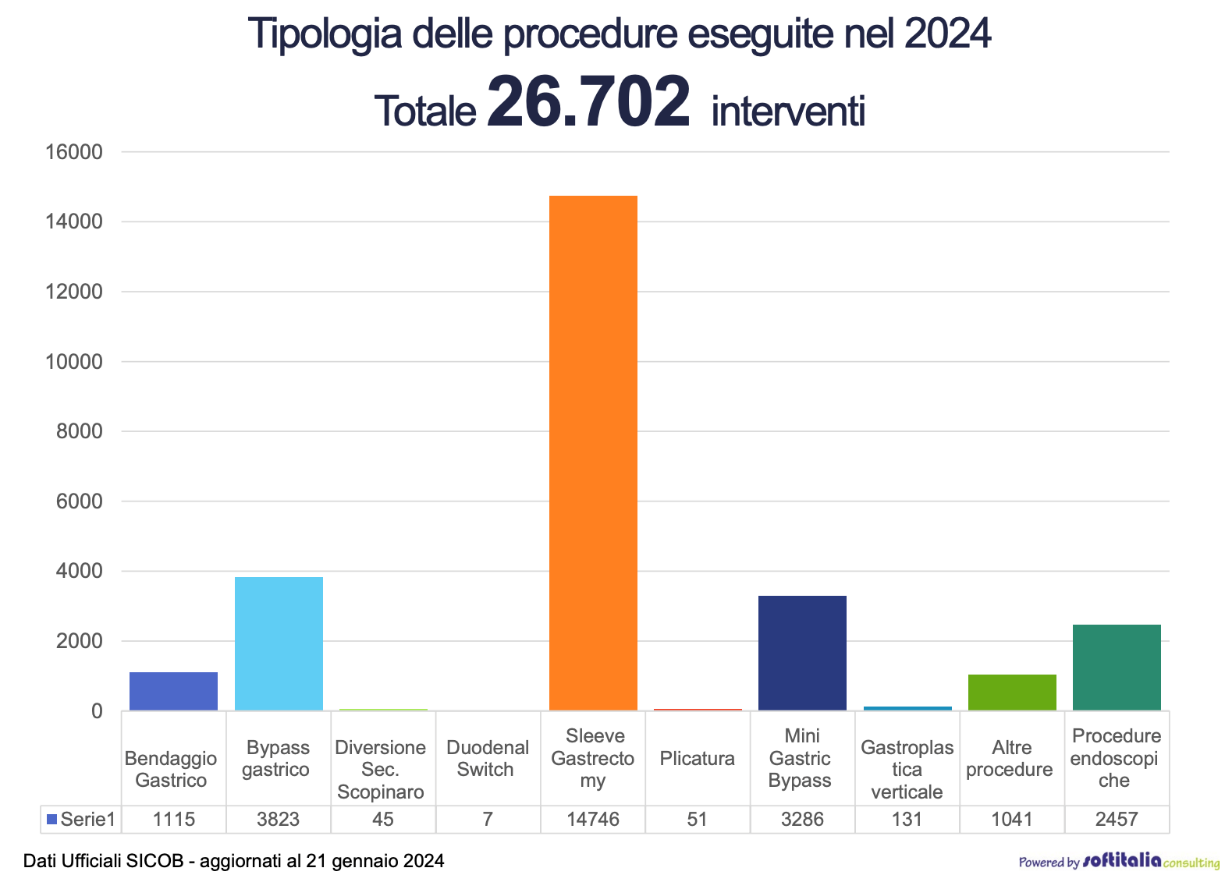 Tipologia delle procedure eseguite nel 2024
Totale 26.702 interventi
16000
14000
12000
10000
8000
6000
4000
2000
0
Bendaggio
Gastrico
Bypass
gastrico
Diversione
Sec.
Scopinaro
Duodenal
Switch
Sleeve
Gastrecto
my
Plicatura
Mini
Gastric
Bypass
Gastroplas
tica
verticale
Altre
procedure
Procedure
endoscopi
che
Serie1 1115 3823 45 7 14746 51 3286 131 1041 2457
Dati Ufficiali SICOB - aggiornati al 21 gennaio 2024
Powered by softitalia consulting